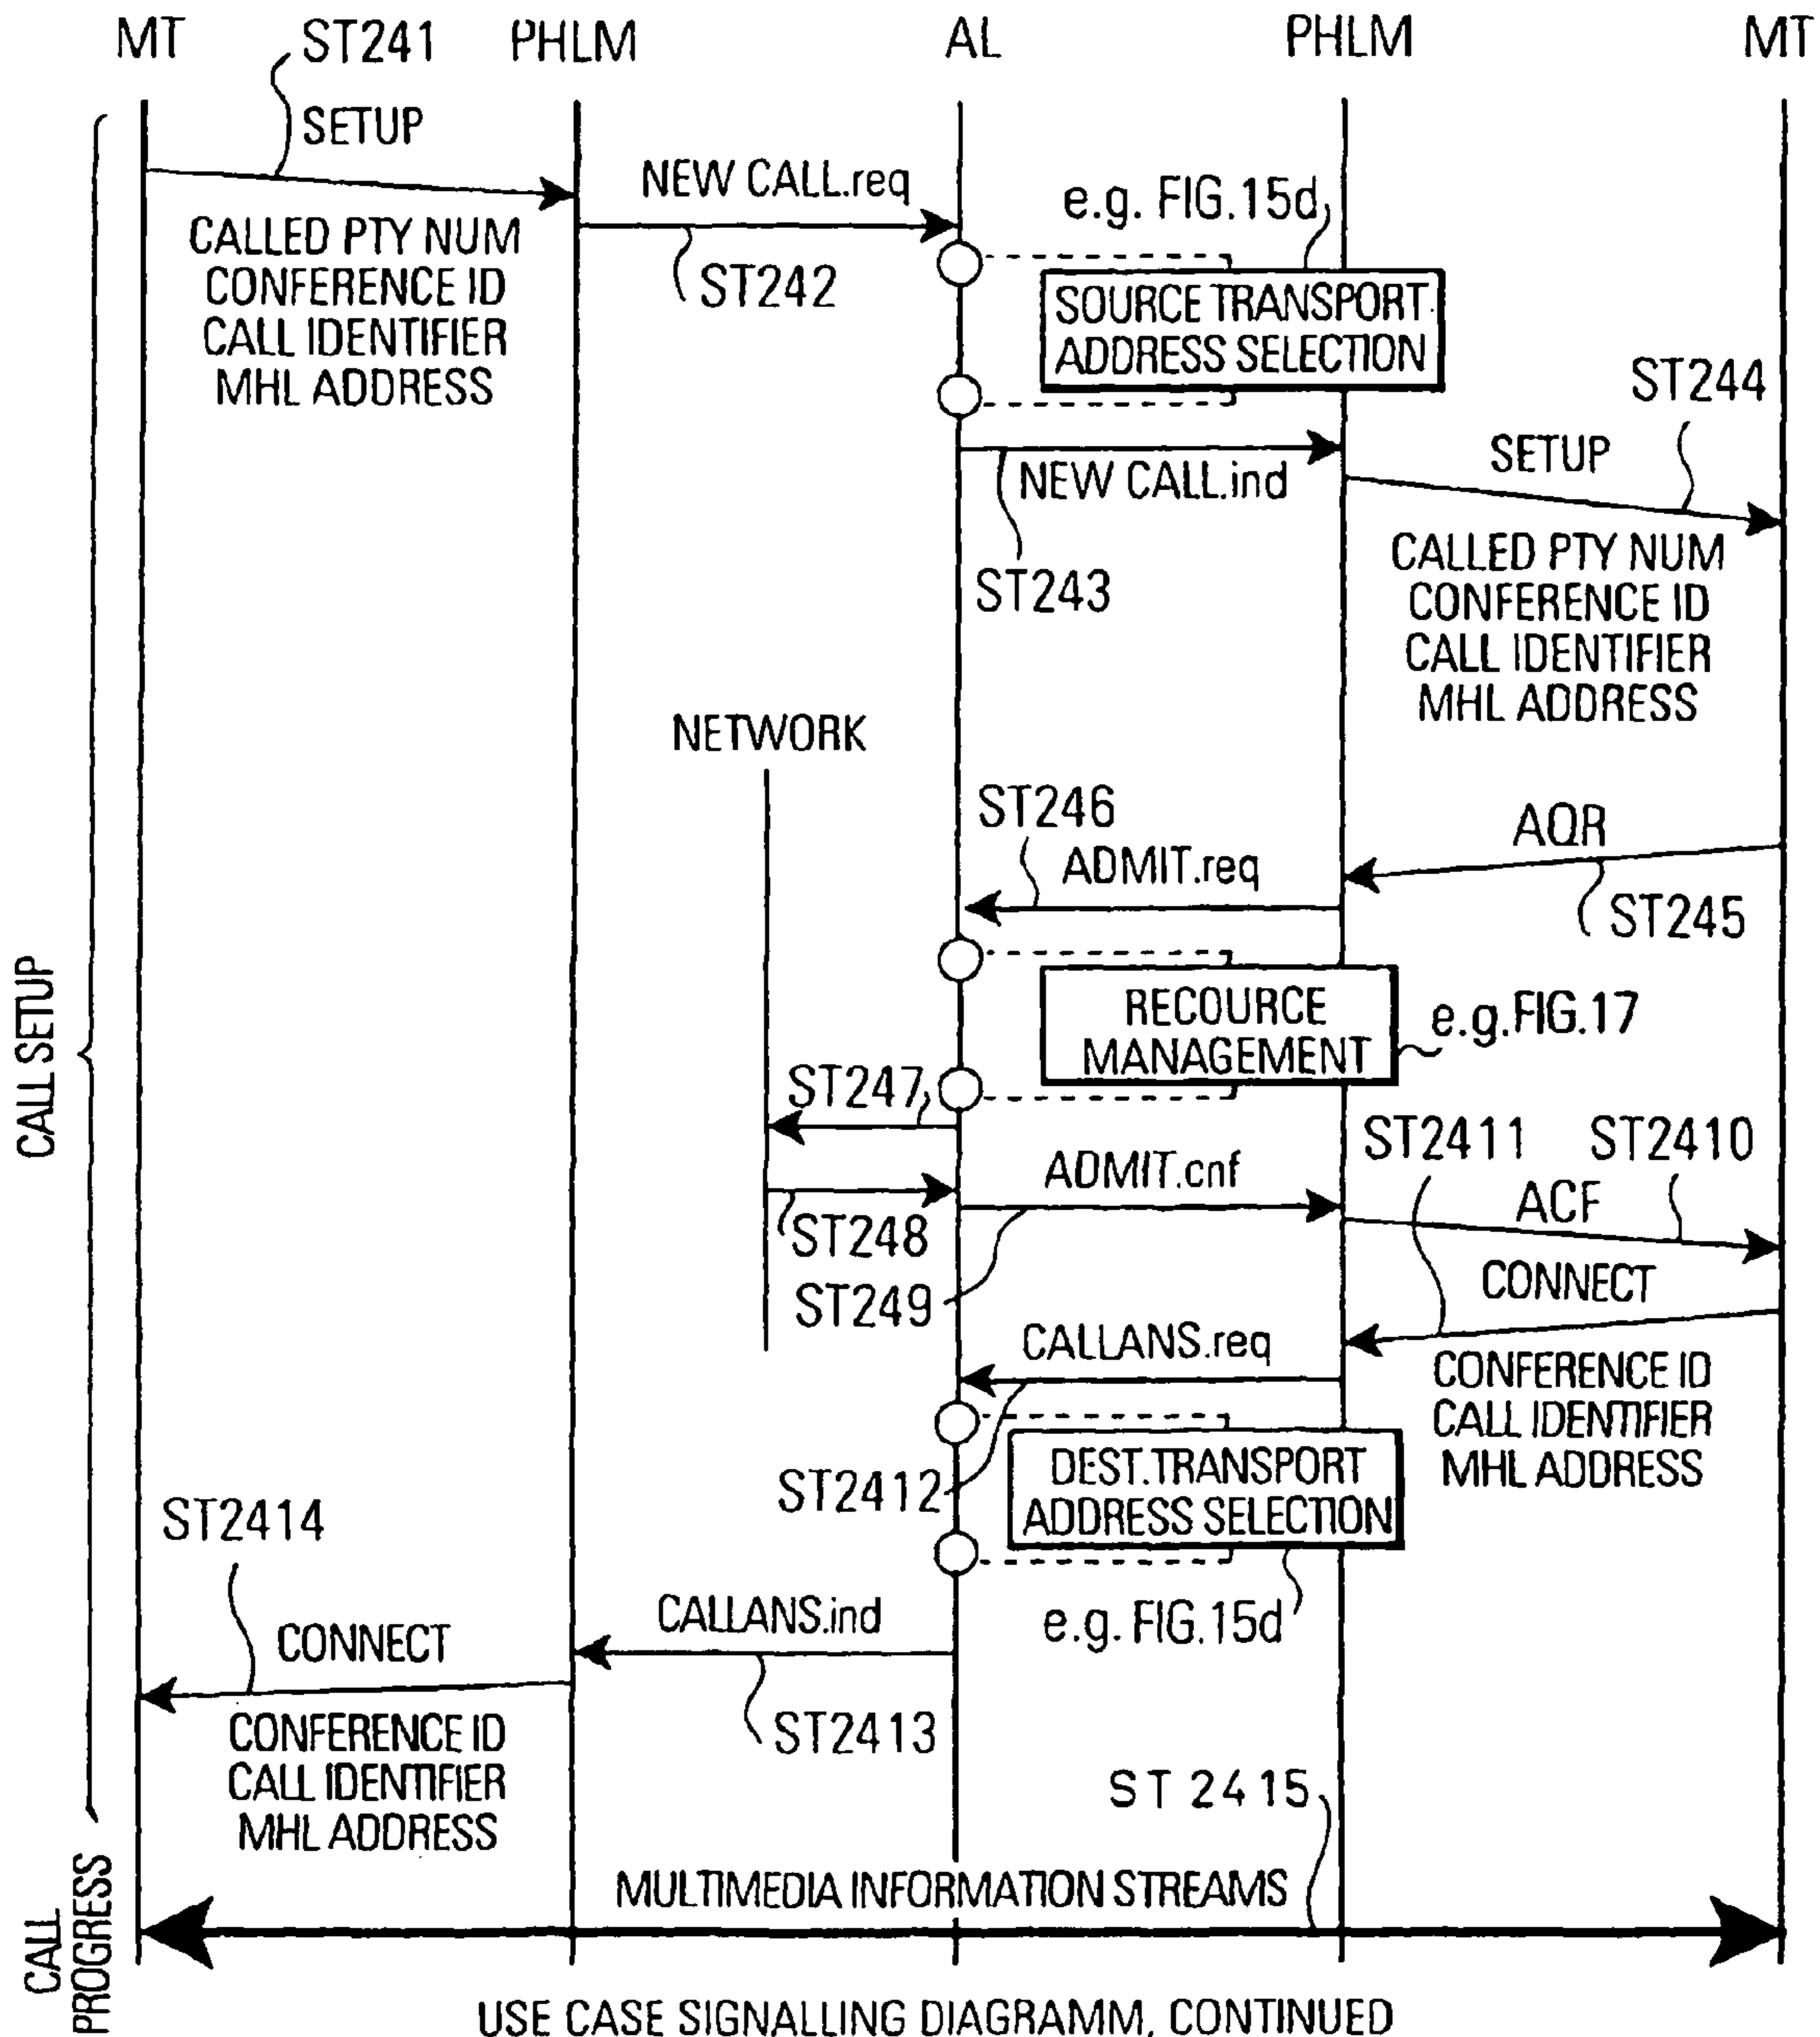 MT
ST241
PHLM
AL
PHLM
MT
SETUP
NEW CALL.req
e.g. FIG.15d
CALLED PTY NUM
CONFERENCE ID
CALL IDENTIFIER
MHL ADDRESS
ST242
SOURCE TRANSPORT
ADDRESS SELECTION
ST244
SETUP
NEW CALL.ind
ST243
CALLED PTY NUM
CONFERENCE ID
CALL IDENTIFIER
MHL ADDRESS
NETWORK
ST246
ADMIT.req
AQR
ST245
CALL SETUP
RECOURCE
MANAGEMENT
e.g.FIG.17
ST247
ST2411
ST2410
ADMIT.cnf
ACF
ST248
ST249
CONNECT
CALLANS.req
CONFERENCE ID
CALL IDENTIFIER
MHL ADDRESS
ST2412
DEST.TRANSPORT
ADDRESS SELECTION
ST2414
CALLANS.ind
e.g. FIG.15d
CONNECT
ST2413
CONFERENCE ID
CALL IDENTIFIER
MHL ADDRESS
ST 2415
CALL
PROGRESS
MULTIMEDIA INFORMATION STREAMS
USE CASE SIGNALLING DIAGRAMM, CONTINUED